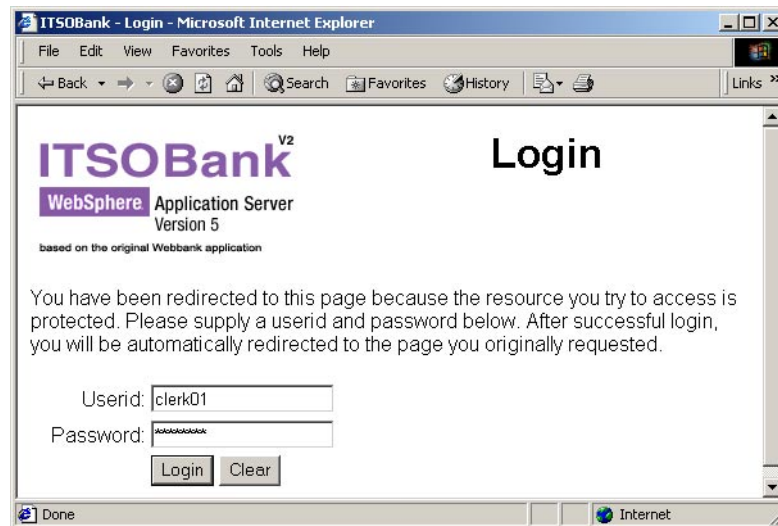 ITSOBank - Login - Microsoft Internet Explorer
File Edit View Favorites Tools Help
Back Search Favorites History Links »
ITSOBank V2
Login
WebSphere. Application Server
Version 5
based on the original Webbank application
You have been redirected to this page because the resource you try to access is
protected. Please supply a userid and password below. After successful login,
you will be automatically redirected to the page you originally requested.
Userid: clerk01
Password: ********
Login Clear
Done Internet